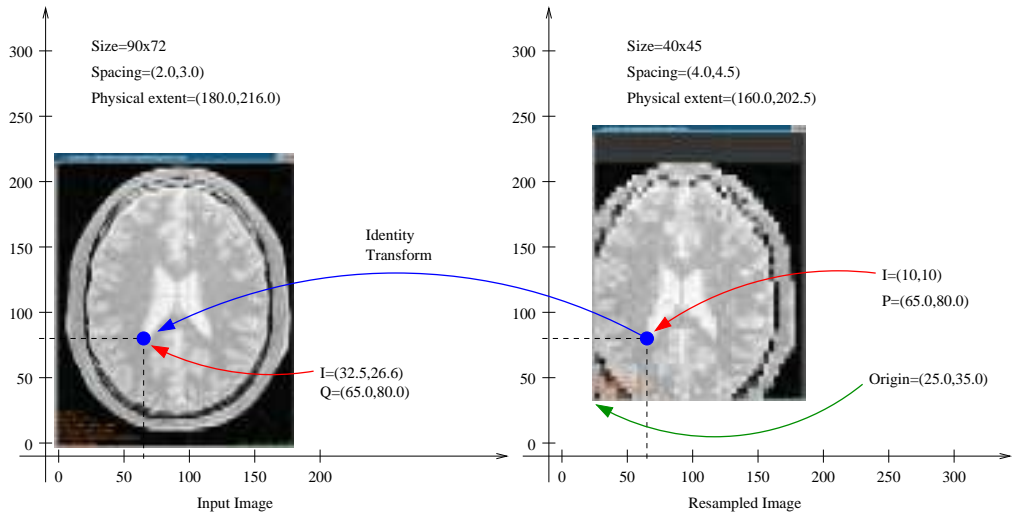 Size=90x72
Spacing=(2.0,3.0)
Physical extent=(180.0,216.0)
300
250
200
150
100
50
0
0 50 100 150 200
Input Image
Identity
Transform
I=(32.5,26.6)
Q=(65.0,80.0)
Size=40x45
Spacing=(4.0,4.5)
Physical extent=(160.0,202.5)
300
250
200
150
100
50
0
0 50 100 150 200 250 300
Resampled Image
I=(10,10)
P=(65.0,80.0)
Origin=(25.0,35.0)